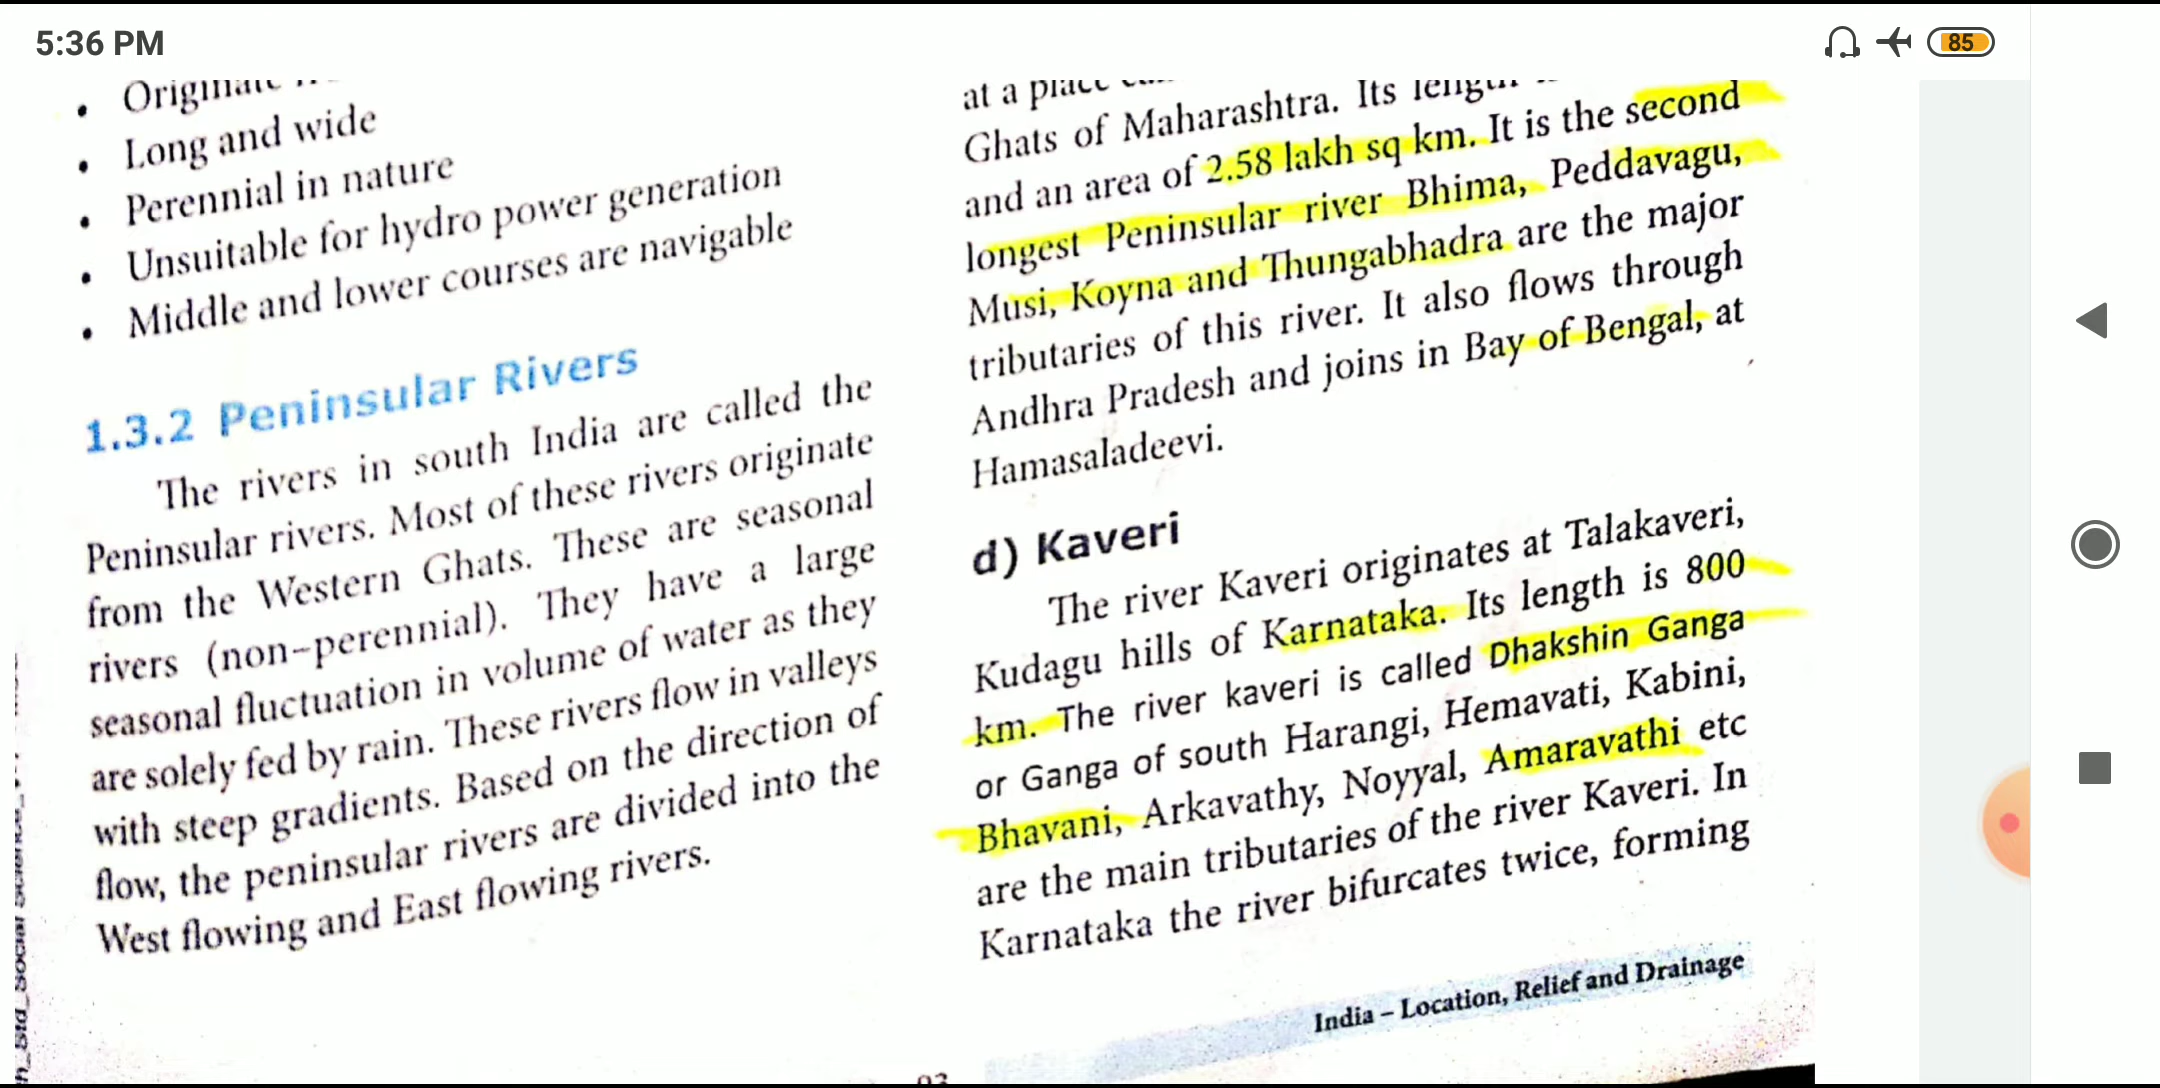 5:36 PM
85
• Long and wide
• Perennial in nature
• Unsuitable for hydro power generation
• Middle and lower courses are navigable
1.3.2 Peninsular Rivers
The rivers in south India are called the
Peninsular rivers. Most of these rivers originate
from the Western Ghats. These are seasonal
rivers (non-perennial). They have a large
seasonal fluctuation in volume of water as they
are solely fed by rain. These rivers flow in valleys
with steep gradients. Based on the direction of
flow, the peninsular rivers are divided into the
West flowing and East flowing rivers.
at a place
Ghats of Maharashtra. Its length
and an area of 2.58 lakh sq km. It is the second
longest Peninsular river Bhima, Peddavagu,
Musi, Koyna and Thungabhadra are the major
tributaries of this river. It also flows through
Andhra Pradesh and joins in Bay of Bengal, at
Hamasaladeevi.
d) Kaveri
The river Kaveri originates at Talakaveri,
Kudagu hills of Karnataka. Its length is 800
km. The river kaveri is called Dhakshin Ganga
or Ganga of south Harangi, Hemavati, Kabini,
Bhavani, Arkavathy, Noyyal, Amaravathi etc
are the main tributaries of the river Kaveri. In
Karnataka the river bifurcates twice, forming
India – Location, Relief and Drainage